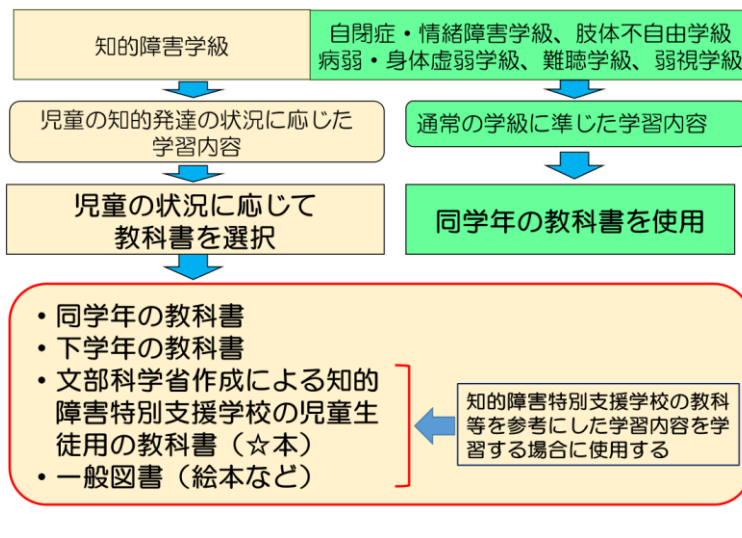 知的障害学級
自閉症・情緒障害学級、肢体不自由学級
病弱・身体虚弱学級、難聴学級、弱視学級
児童の知的発達の状況に応じた
学習内容
通常の学級に準じた学習内容
児童の状況に応じて
教科書を選択
同学年の教科書を使用
・同学年の教科書
・下学年の教科書
・文部科学省作成による知的
障害特別支援学校の児童生
徒用の教科書（☆本）
・一般図書（絵本など）
知的障害特別支援学校の教科
等を参考にした学習内容を学
習する場合に使用する